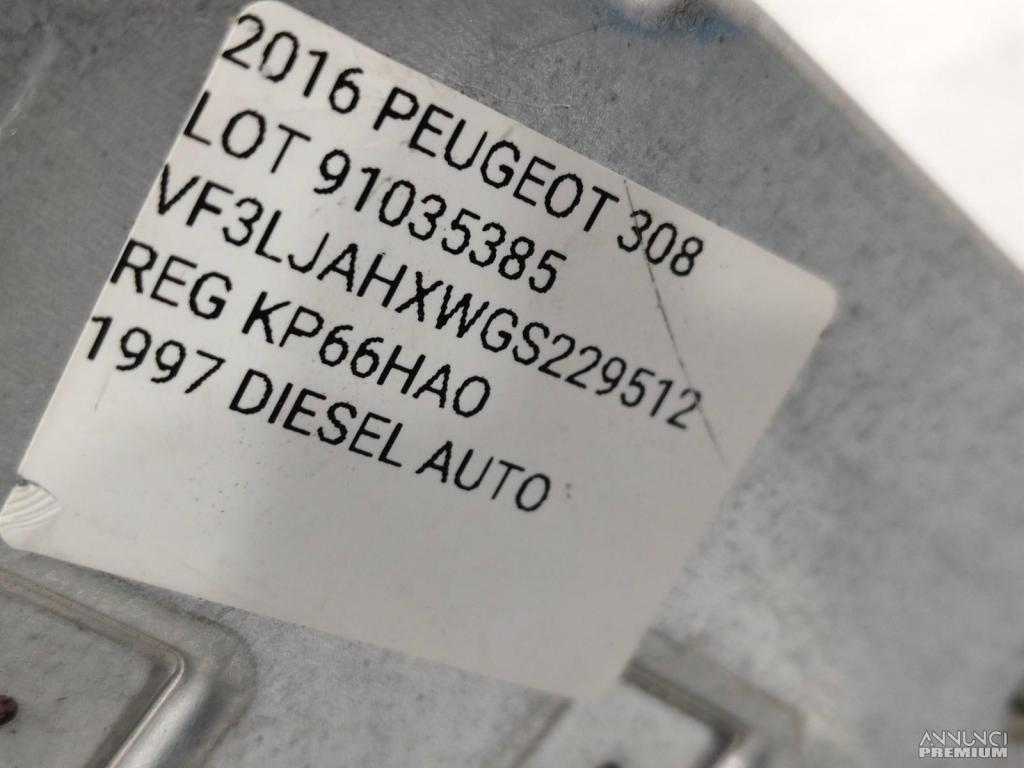 2016 PEUGEOT 308
LOT 91035385
VF3LJAHXWGS229512
REG KP66HAO
1997 DIESEL AUTO
ANNUNCI
PREMIUM